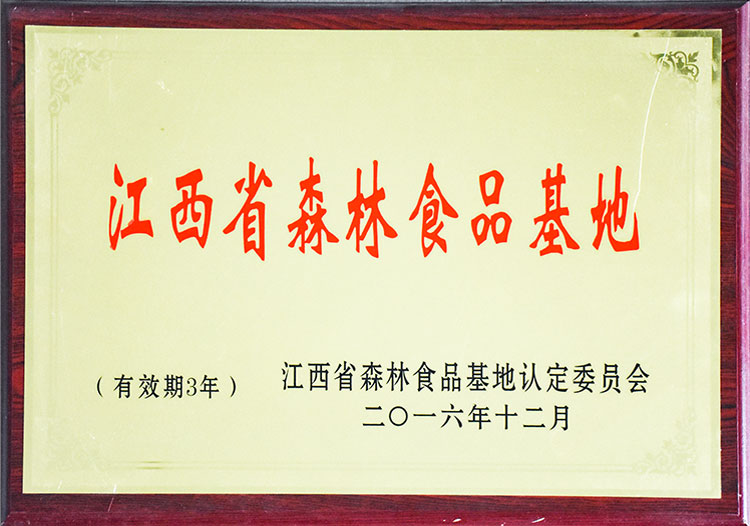 江西省森林食品基地
（有效期3年）
江西省森林食品基地认定委员会
二〇一六年十二月